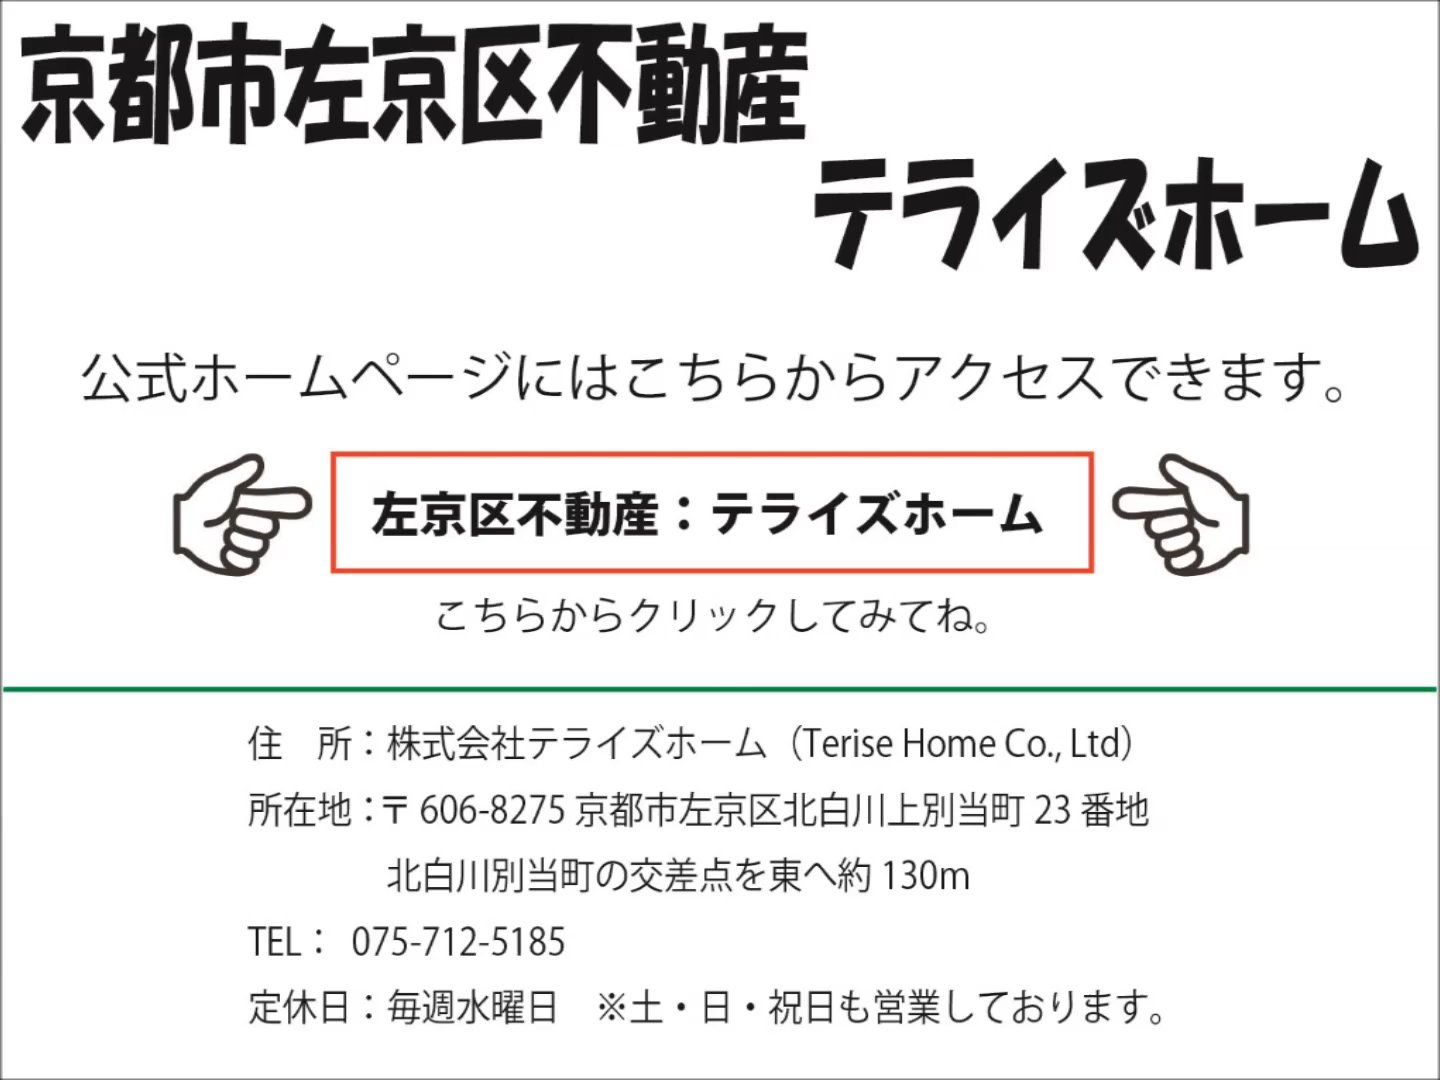 京都市左京区不動産
テライズホーム
公式ホームページにはこちらからアクセスできます。
左京区不動産：テライズホーム
こちらからクリックしてみてね。
住　所：株式会社テライズホーム（Terise Home Co., Ltd）
所在地：〒 606-8275 京都市左京区北白川上別当町 23 番地
北白川別当町の交差点を東へ約 130m
TEL： 075-712-5185
定休日：毎週水曜日　※土・日・祝日も営業しております。